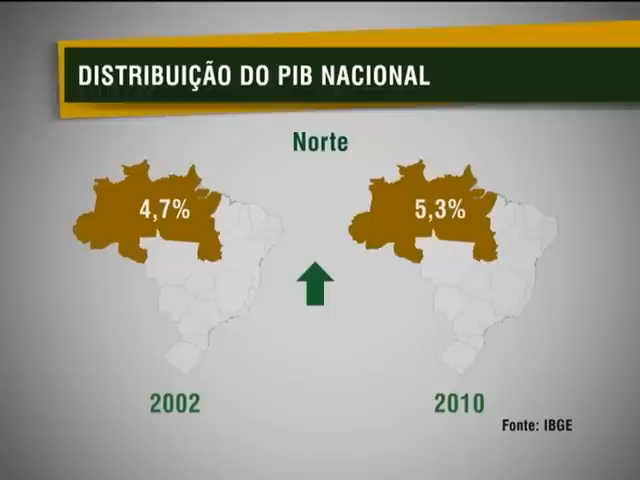 DISTRIBUIÇÃO DO PIB NACIONAL
Norte
4,7%
5,3%
2002
2010
Fonte: IBGE